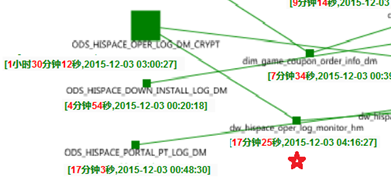 9分钟12秒,2015-12-03
ODS_HISPACE_OPER_LOG_DM_CRYPT
[1小时30分钟12秒,2015-12-03 03:00:27]
dim_game_coupon_order_info_dm
[7分钟34秒,2015-12-03 00:39
ODS_HISPACE_DOWN_INSTALL_LOG_DM
[4分钟54秒,2015-12-03 00:20:18]
dw_hispace_oper_log_monitor_hm
dw_hispa
[17分钟25秒,2015-12-03 04:16:27]
ODS_HISPACE_PORTAL_PT_LOG_DM
[17分钟3秒,2015-12-03 00:48:30]